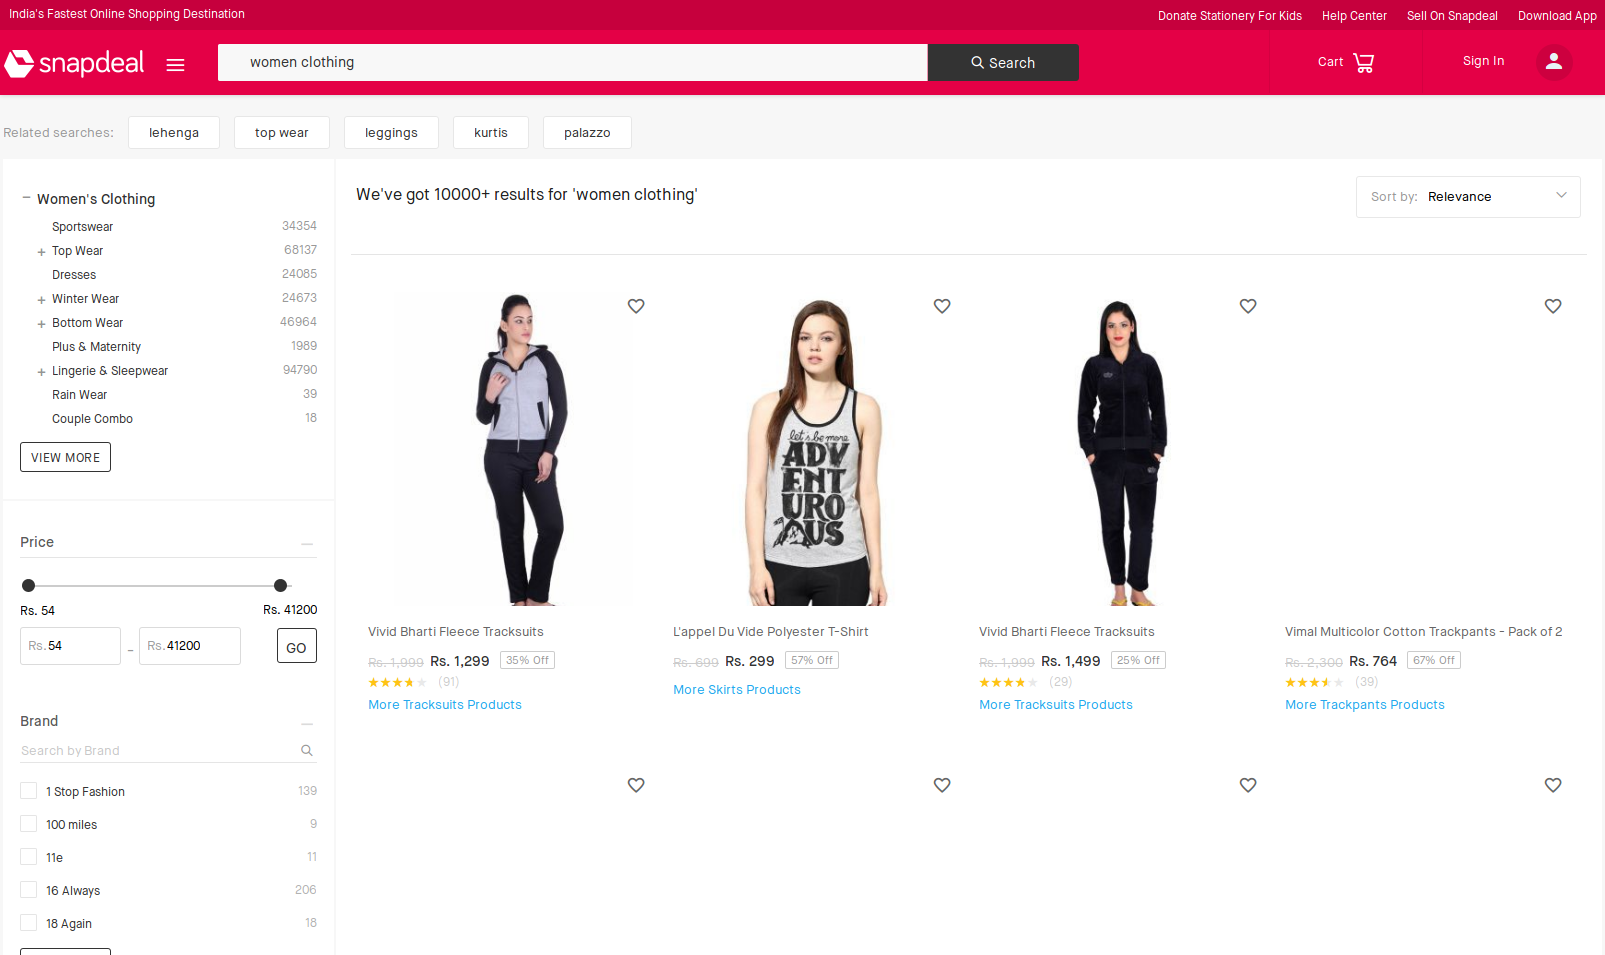 India's Fastest Online Shopping Destination
Donate Stationery For Kids
Help Center
Sell On Snapdeal
Download App
snapdeal
women clothing
Search
Cart
Sign In
Related searches:
lehenga
top wear
leggings
kurtis
palazzo
Women's Clothing
Sportswear 34354
+ Top Wear 68137
Dresses 24085
+ Winter Wear 24673
+ Bottom Wear 46964
Plus & Maternity 1989
+ Lingerie & Sleepwear 94790
Rain Wear 39
Couple Combo 18
VIEW MORE
Price
Rs. 54
Rs. 41200
Rs. 54 - Rs. 41200
GO
Brand
Search by Brand
1 Stop Fashion 139
100 miles 9
11e 11
16 Always 206
18 Again 18
We've got 10000+ results for 'women clothing'
Sort by: Relevance
let's be more
ADV
ENT
URO
US
Vivid Bharti Fleece Tracksuits
Rs. 1,999 Rs. 1,299 35% Off
(91)
More Tracksuits Products
L'appel Du Vide Polyester T-Shirt
Rs. 699 Rs. 299 57% Off
More Skirts Products
Vivid Bharti Fleece Tracksuits
Rs. 1,999 Rs. 1,499 25% Off
(29)
More Tracksuits Products
Vimal Multicolor Cotton Trackpants - Pack of 2
Rs. 2,300 Rs. 764 67% Off
(39)
More Trackpants Products